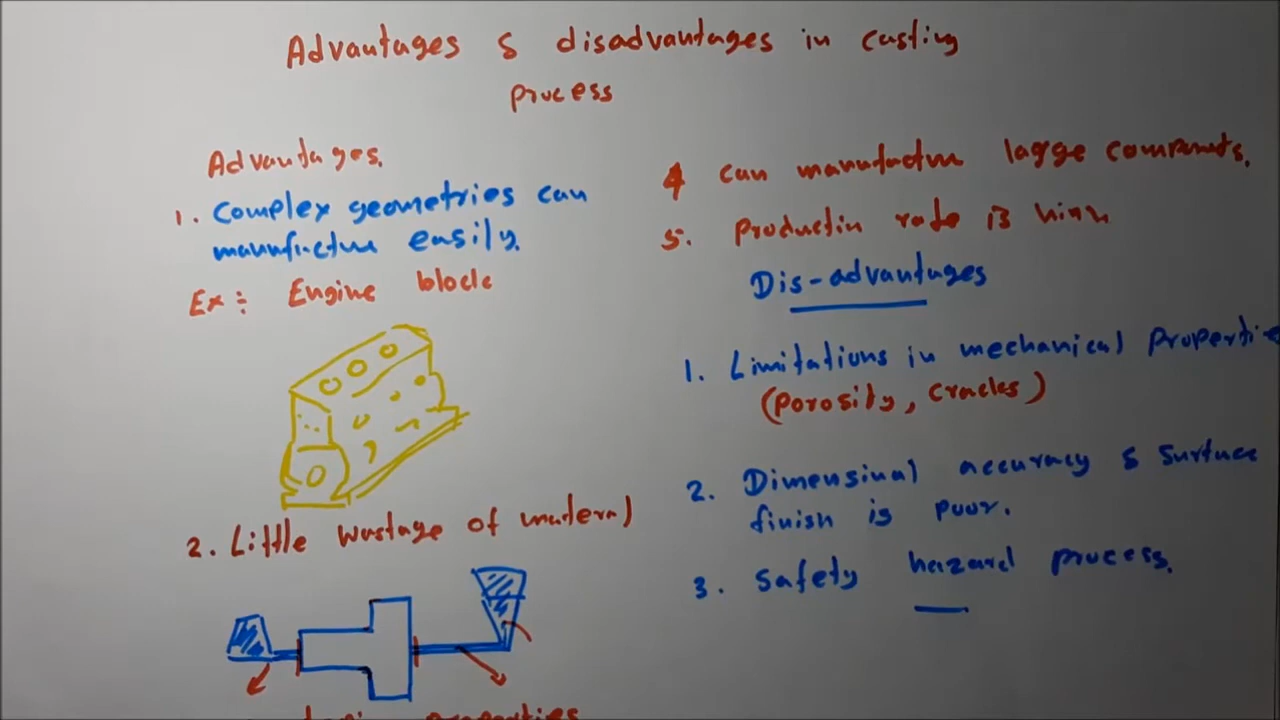 Advantages & disadvantages in casting
process
Advantages.
1. Complex geometries can
manufacture easily.
Ex: Engine block
2. Little wastage of material
properties
4 can manufacture large components.
5. Production rate is high
Dis-advantages
1. Limitations in mechanical Propertie
(Porosity, cracks)
2. Dimensinal accuracy & surface
finish is poor.
3. Safety hazard process.